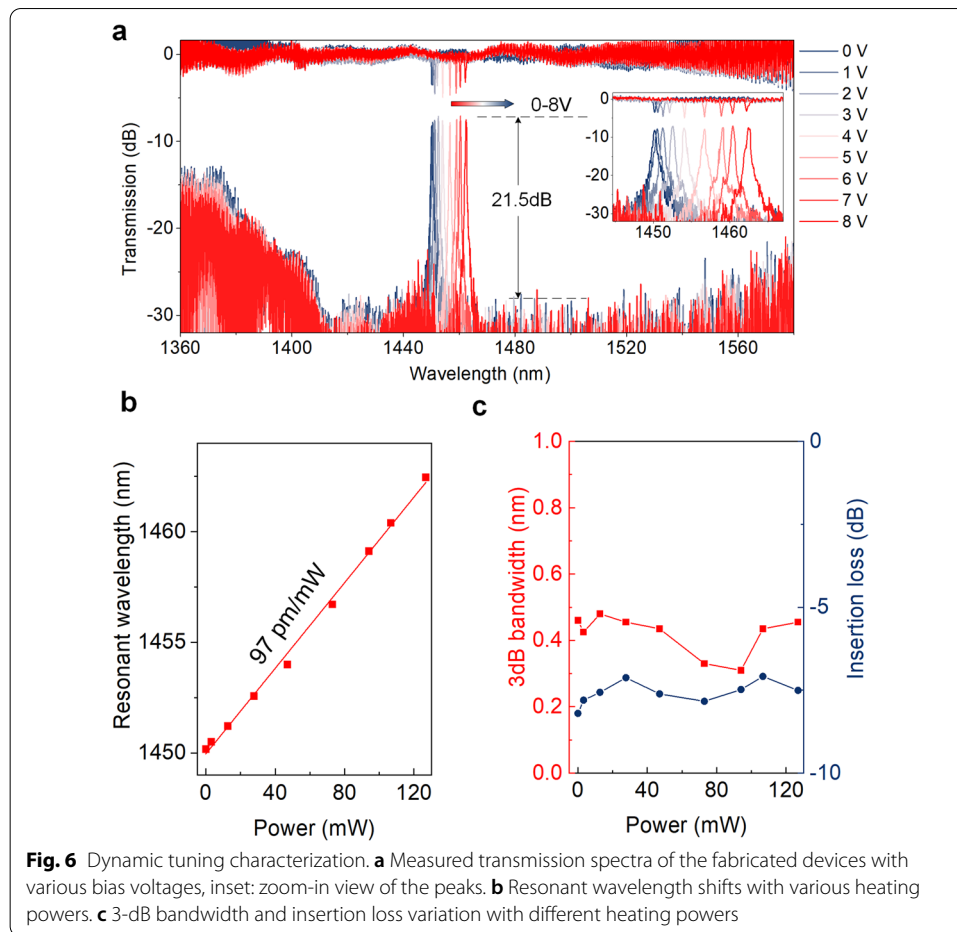 a
0
-10
-20
-30
Transmission (dB)
1360
1400
1440
1480
1520
1560
Wavelength (nm)
0-8V
21.5dB
0
-10
-20
-30
1450
1460
0 V
1 V
2 V
3 V
4 V
5 V
6 V
7 V
8 V
b
1460
1455
1450
Resonant wavelength (nm)
97 pm/mW
0
40
80
120
Power (mW)
c
1.0
0.8
0.6
0.4
0.2
0.0
3dB bandwidth (nm)
0
-5
-10
Insertion loss (dB)
0
40
80
120
Power (mW)
Fig. 6 Dynamic tuning characterization. a Measured transmission spectra of the fabricated devices with
various bias voltages, inset: zoom-in view of the peaks. b Resonant wavelength shifts with various heating
powers. c 3-dB bandwidth and insertion loss variation with different heating powers